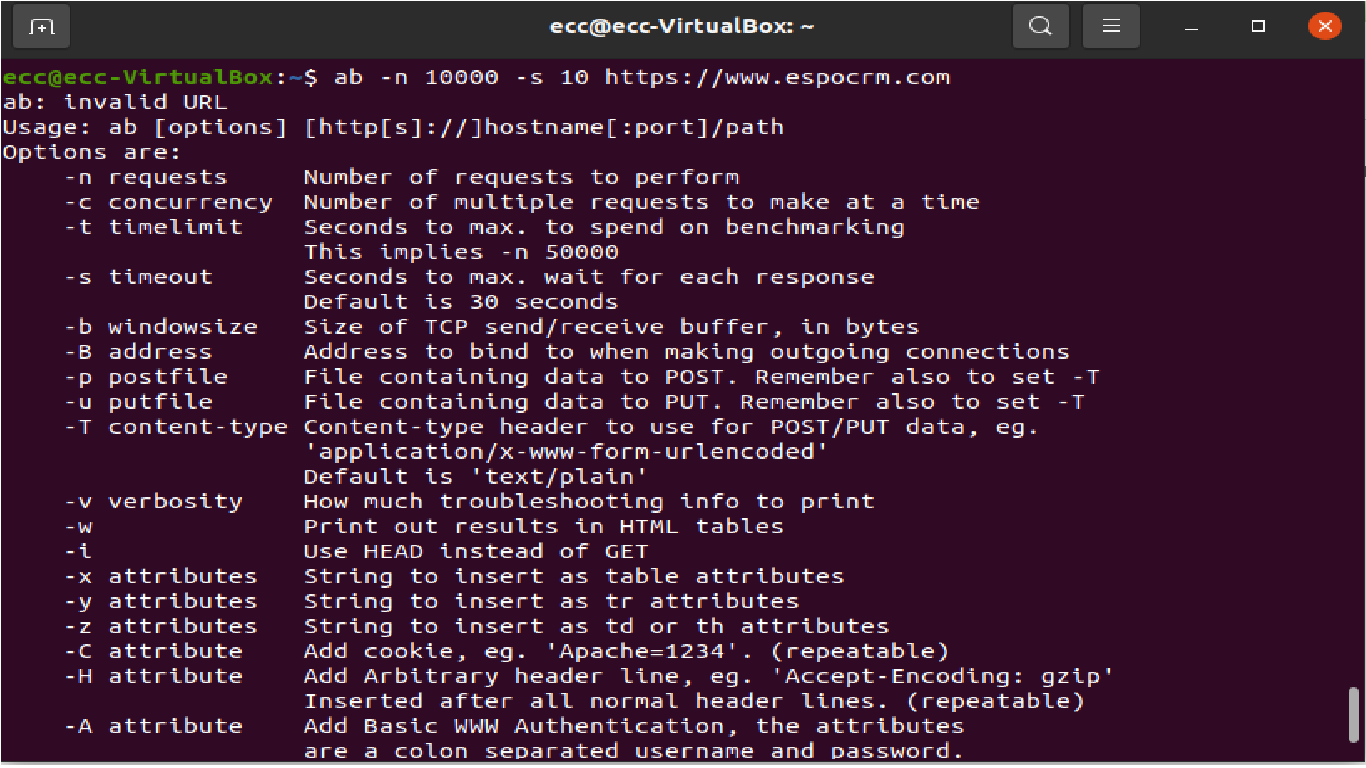 ecc@ecc-VirtualBox: ~
ecc@ecc-VirtualBox:~$ ab -n 10000 -s 10 https://www.espocrm.com
ab: invalid URL
Usage: ab [options] [http[s]://]hostname[:port]/path
Options are:
    -n requests     Number of requests to perform
    -c concurrency  Number of multiple requests to make at a time
    -t timelimit    Seconds to max. to spend on benchmarking
                    This implies -n 50000
    -s timeout      Seconds to max. wait for each response
                    Default is 30 seconds
    -b windowsize   Size of TCP send/receive buffer, in bytes
    -B address      Address to bind to when making outgoing connections
    -p postfile     File containing data to POST. Remember also to set -T
    -u putfile      File containing data to PUT. Remember also to set -T
    -T content-type Content-type header to use for POST/PUT data, eg.
                    'application/x-www-form-urlencoded'
                    Default is 'text/plain'
    -v verbosity    How much troubleshooting info to print
    -w              Print out results in HTML tables
    -i              Use HEAD instead of GET
    -x attributes   String to insert as table attributes
    -y attributes   String to insert as tr attributes
    -z attributes   String to insert as td or th attributes
    -C attribute    Add cookie, eg. 'Apache=1234'. (repeatable)
    -H attribute    Add Arbitrary header line, eg. 'Accept-Encoding: gzip'
                    Inserted after all normal header lines. (repeatable)
    -A attribute    Add Basic WWW Authentication, the attributes
                    are a colon separated username and password.